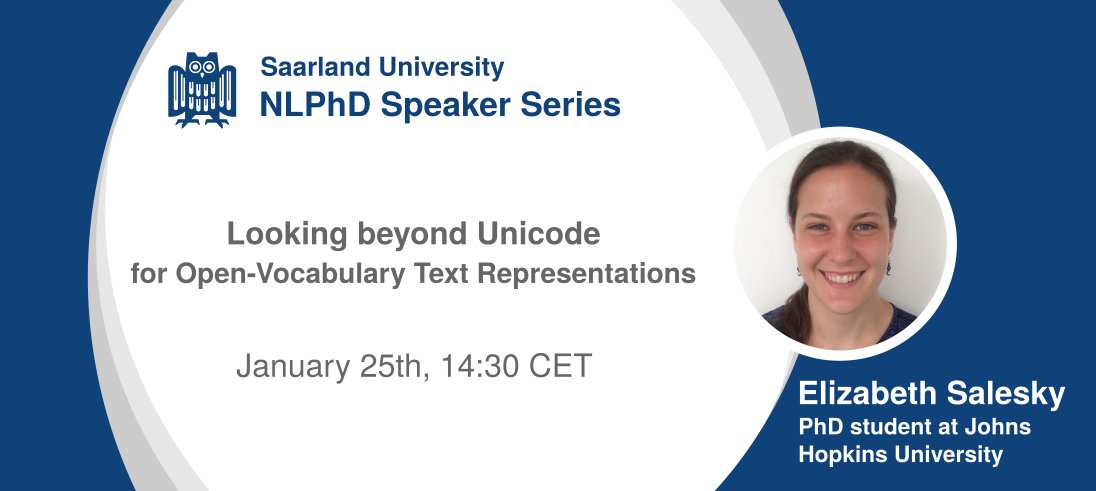 Saarland University
NLPhD Speaker Series
Looking beyond Unicode
for Open-Vocabulary Text Representations
January 25th, 14:30 CET
Elizabeth Salesky
PhD student at Johns
Hopkins University